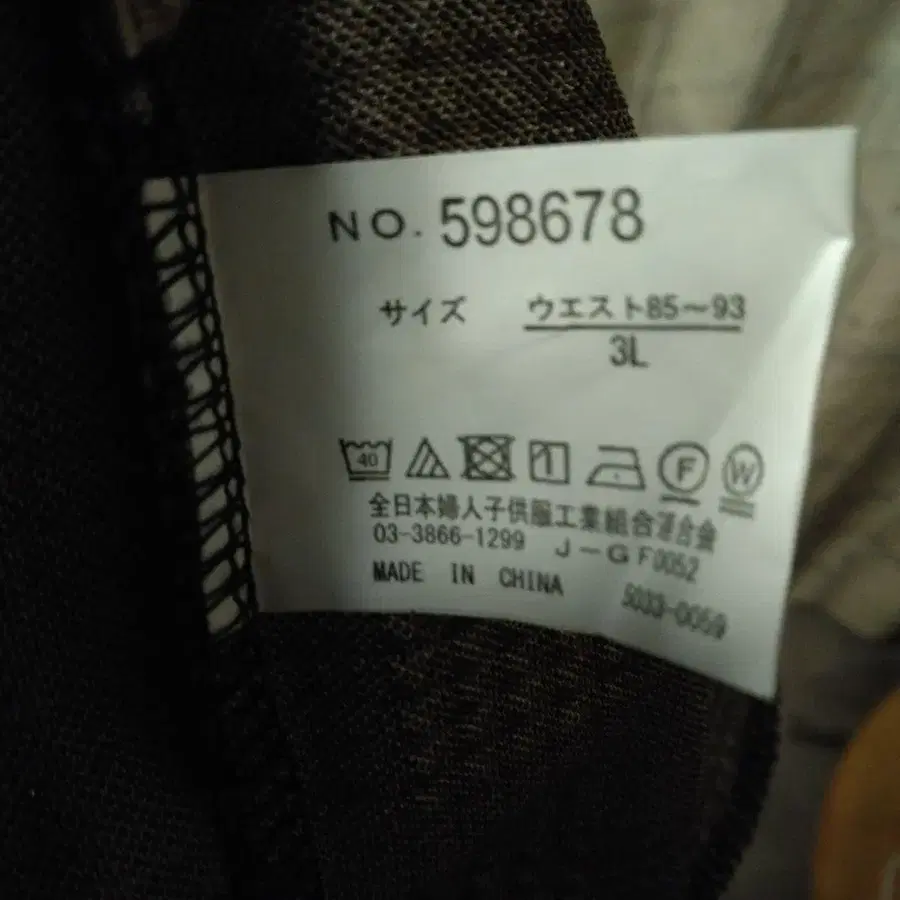 NO. 598678
サイズ ウエスト85〜93
3L
40 F W
全日本婦人子供服工業組合連合会
03-3866-1299 J-GF0052
MADE IN CHINA 5033-0059